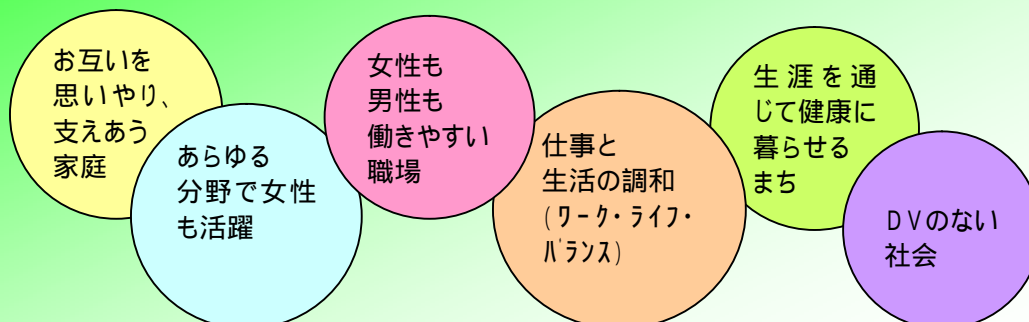 お互いを
思いやり、
支えあう
家庭
あらゆる
分野で女性
も活躍
女性も
男性も
働きやすい
職場
仕事と
生活の調和
(ワーク・ライフ・
バランス)
生涯を通
じて健康に
暮らせる
まち
DVのない
社会